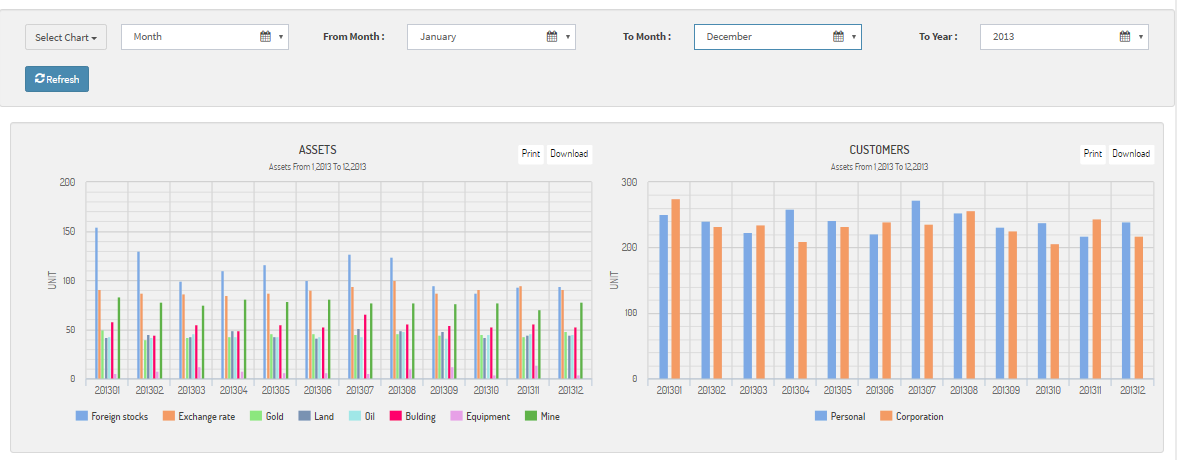 Select Chart Month From Month : January To Month : December To Year : 2013
Refresh
ASSETS
Assets From 1,2013 To 12,2013
Print Download
UNIT
200
150
100
50
0
201301 201302 201303 201304 201305 201306 201307 201308 201309 201310 201311 201312
Foreign stocks Exchange rate Gold Land Oil Bulding Equipment Mine
CUSTOMERS
Assets From 1,2013 To 12,2013
Print Download
UNIT
300
200
100
0
201301 201302 201303 201304 201305 201306 201307 201308 201309 201310 201311 201312
Personal Corporation